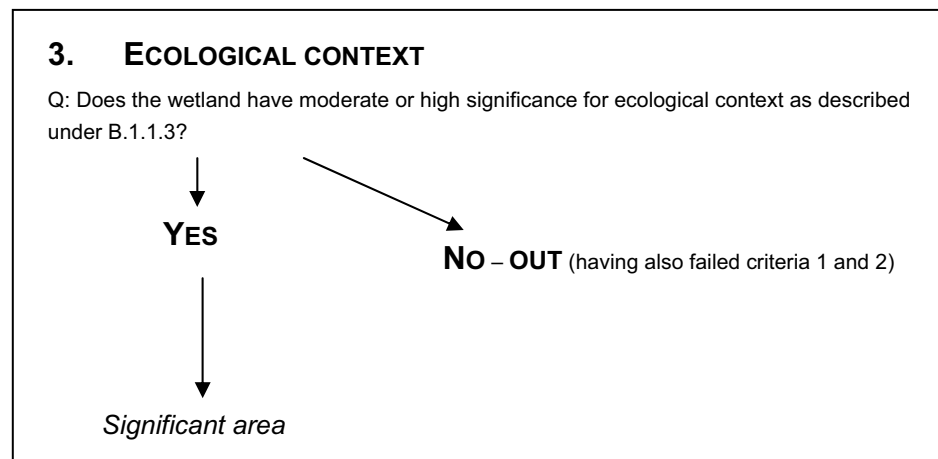 3. ECOLOGICAL CONTEXT
Q: Does the wetland have moderate or high significance for ecological context as described
under B.1.1.3?
YES
NO – OUT (having also failed criteria 1 and 2)
Significant area